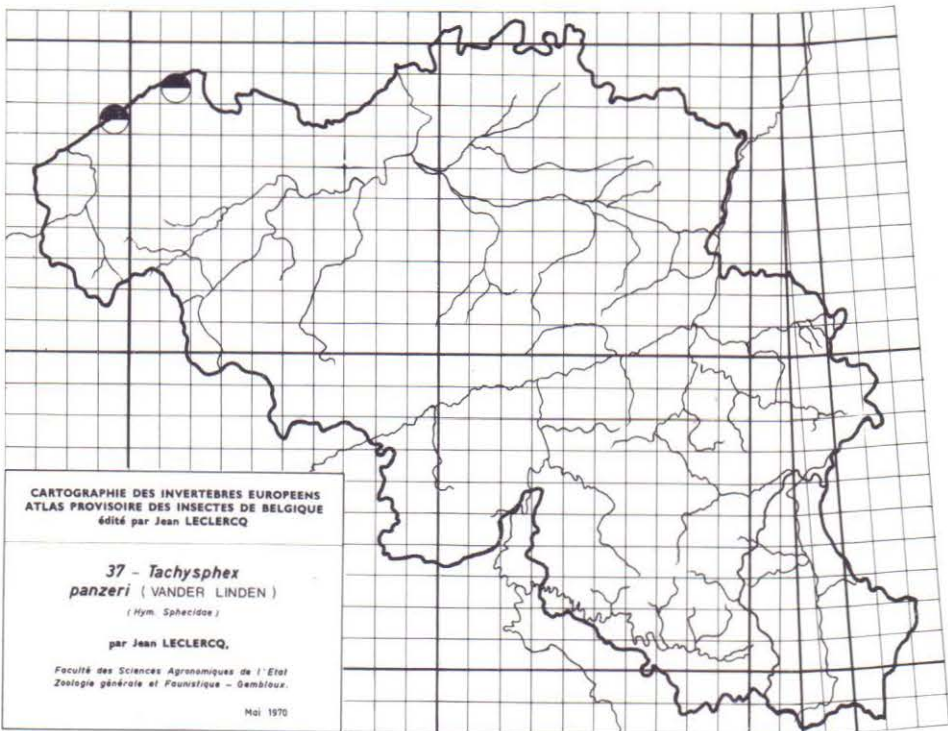 CARTOGRAPHIE DES INVERTEBRES EUROPEENS
ATLAS PROVISOIRE DES INSECTES DE BELGIQUE
édité par Jean LECLERCQ
37 - Tachysphex
panzeri ( VANDER LINDEN )
( Hym. Sphecidae )
par Jean LECLERCQ,
Faculté des Sciences Agronomiques de l'Etat
Zoologie générale et Faunistique - Gembloux.
Mai 1970